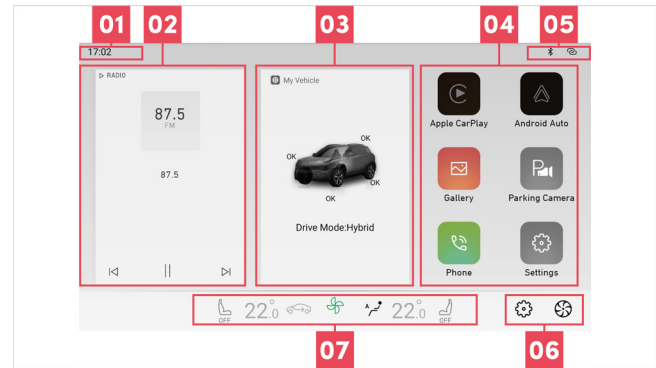 01
02
03
04
05
17:02
RADIO
87.5
FM
87.5
My Vehicle
OK
OK
OK
OK
Drive Mode:Hybrid
Apple CarPlay
Android Auto
Gallery
Parking Camera
Phone
Settings
OFF
22.0°
A
22.0°
OFF
07
06